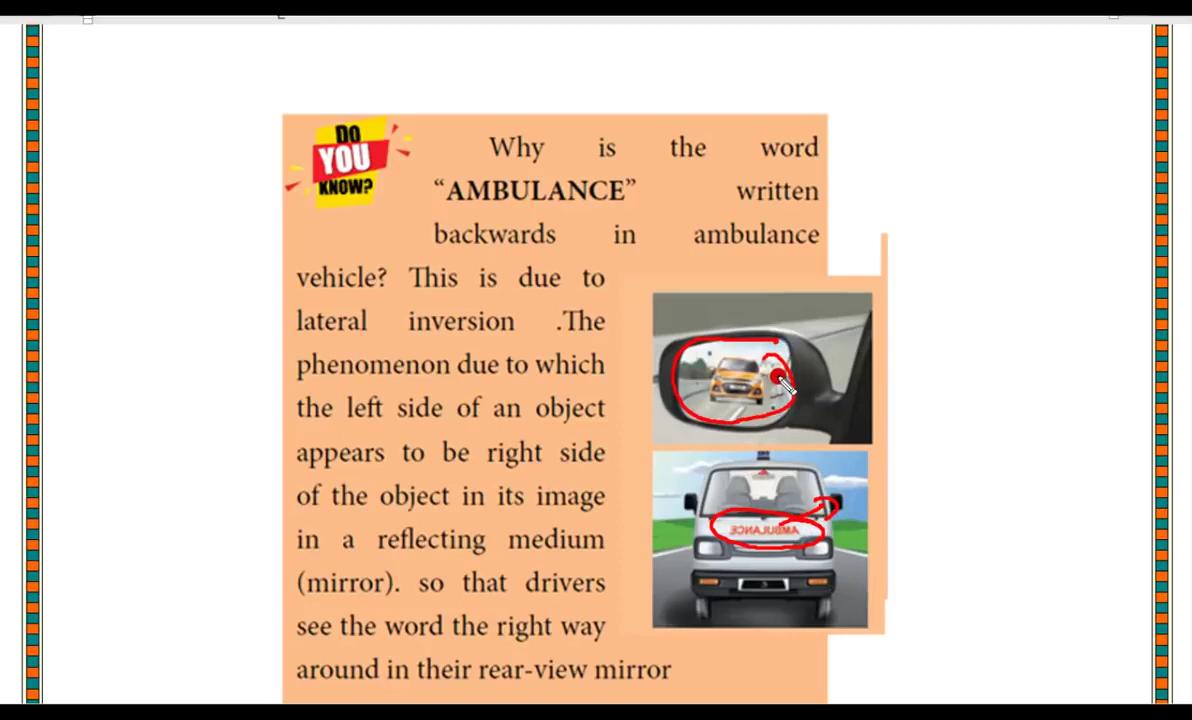 DO
YOU
KNOW?
Why is the word
“AMBULANCE” written
backwards in ambulance
vehicle? This is due to
lateral inversion .The
phenomenon due to which
the left side of an object
appears to be right side
of the object in its image
in a reflecting medium
(mirror). so that drivers
see the word the right way
around in their rear-view mirror
AMBULANCE